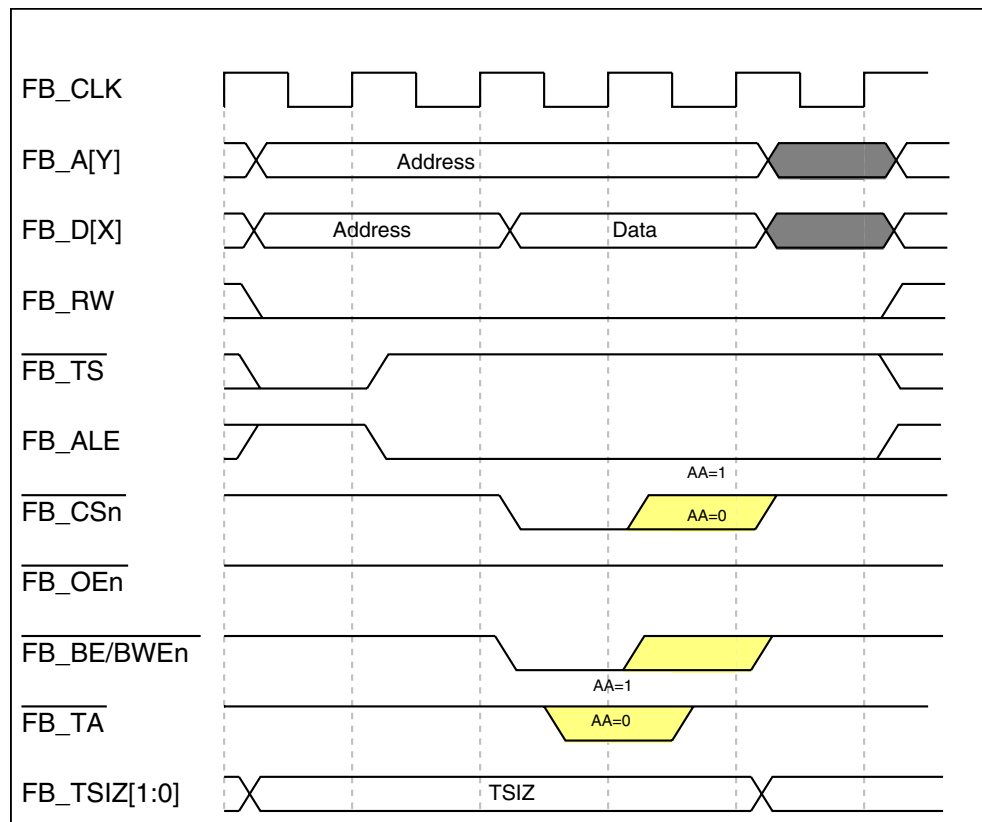 FB_CLK
FB_A[Y]
Address
FB_D[X]
Address
Data
FB_RW
FB_TS
FB_ALE
AA=1
FB_CSn
AA=0
FB_OEn
FB_BE/BWEn
AA=1
FB_TA
AA=0
FB_TSIZ[1:0]
TSIZ